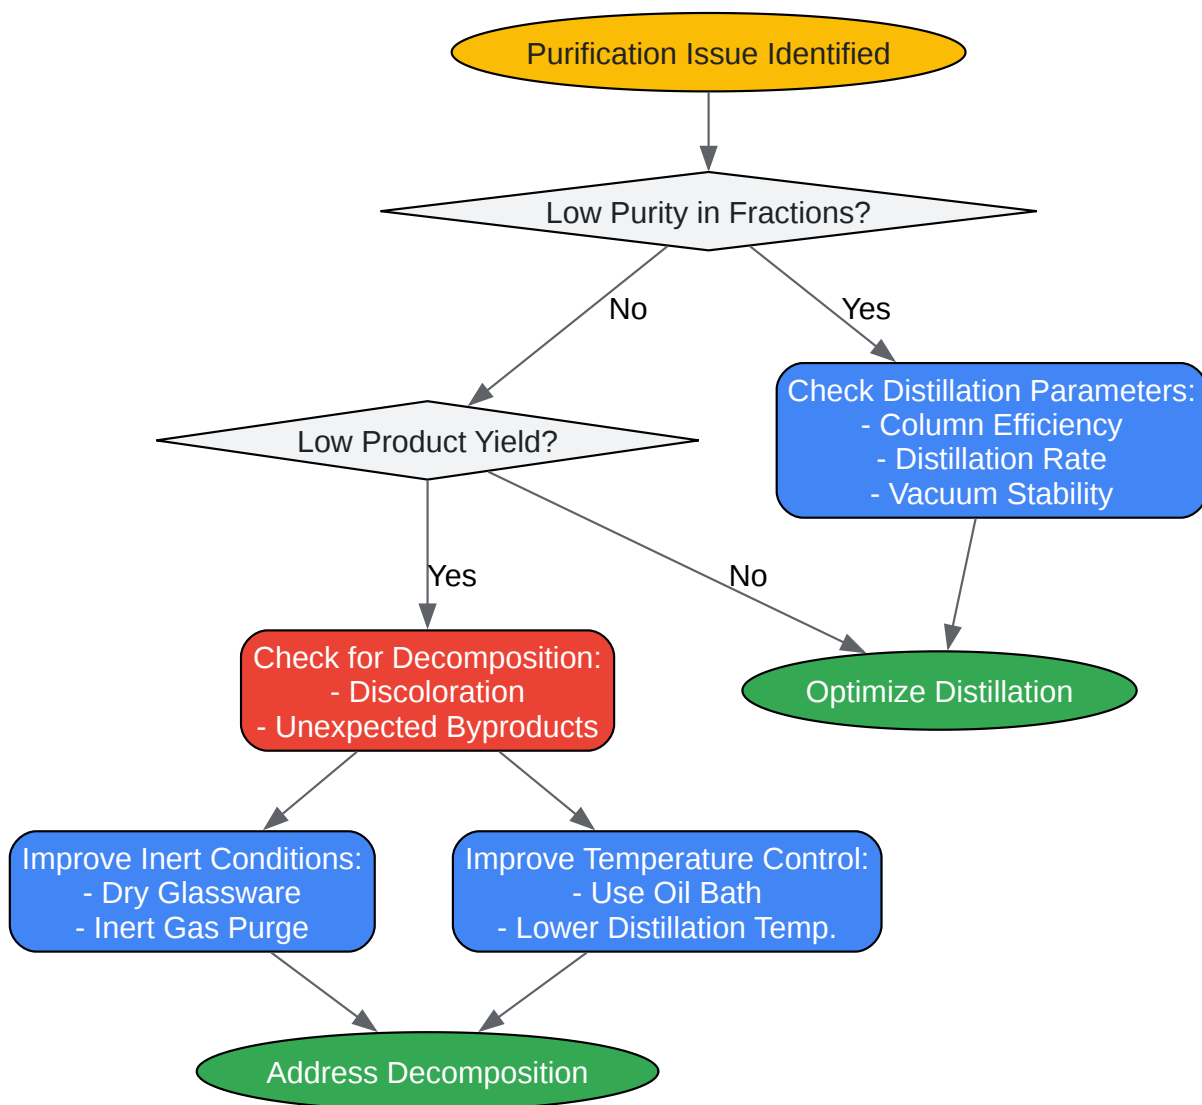 Purification Issue Identified
Low Purity in Fractions?
No
Yes
Check Distillation Parameters:
- Column Efficiency
- Distillation Rate
- Vacuum Stability
Low Product Yield?
Yes
No
Check for Decomposition:
- Discoloration
- Unexpected Byproducts
Optimize Distillation
Improve Inert Conditions:
- Dry Glassware
- Inert Gas Purge
Improve Temperature Control:
- Use Oil Bath
- Lower Distillation Temp.
Address Decomposition